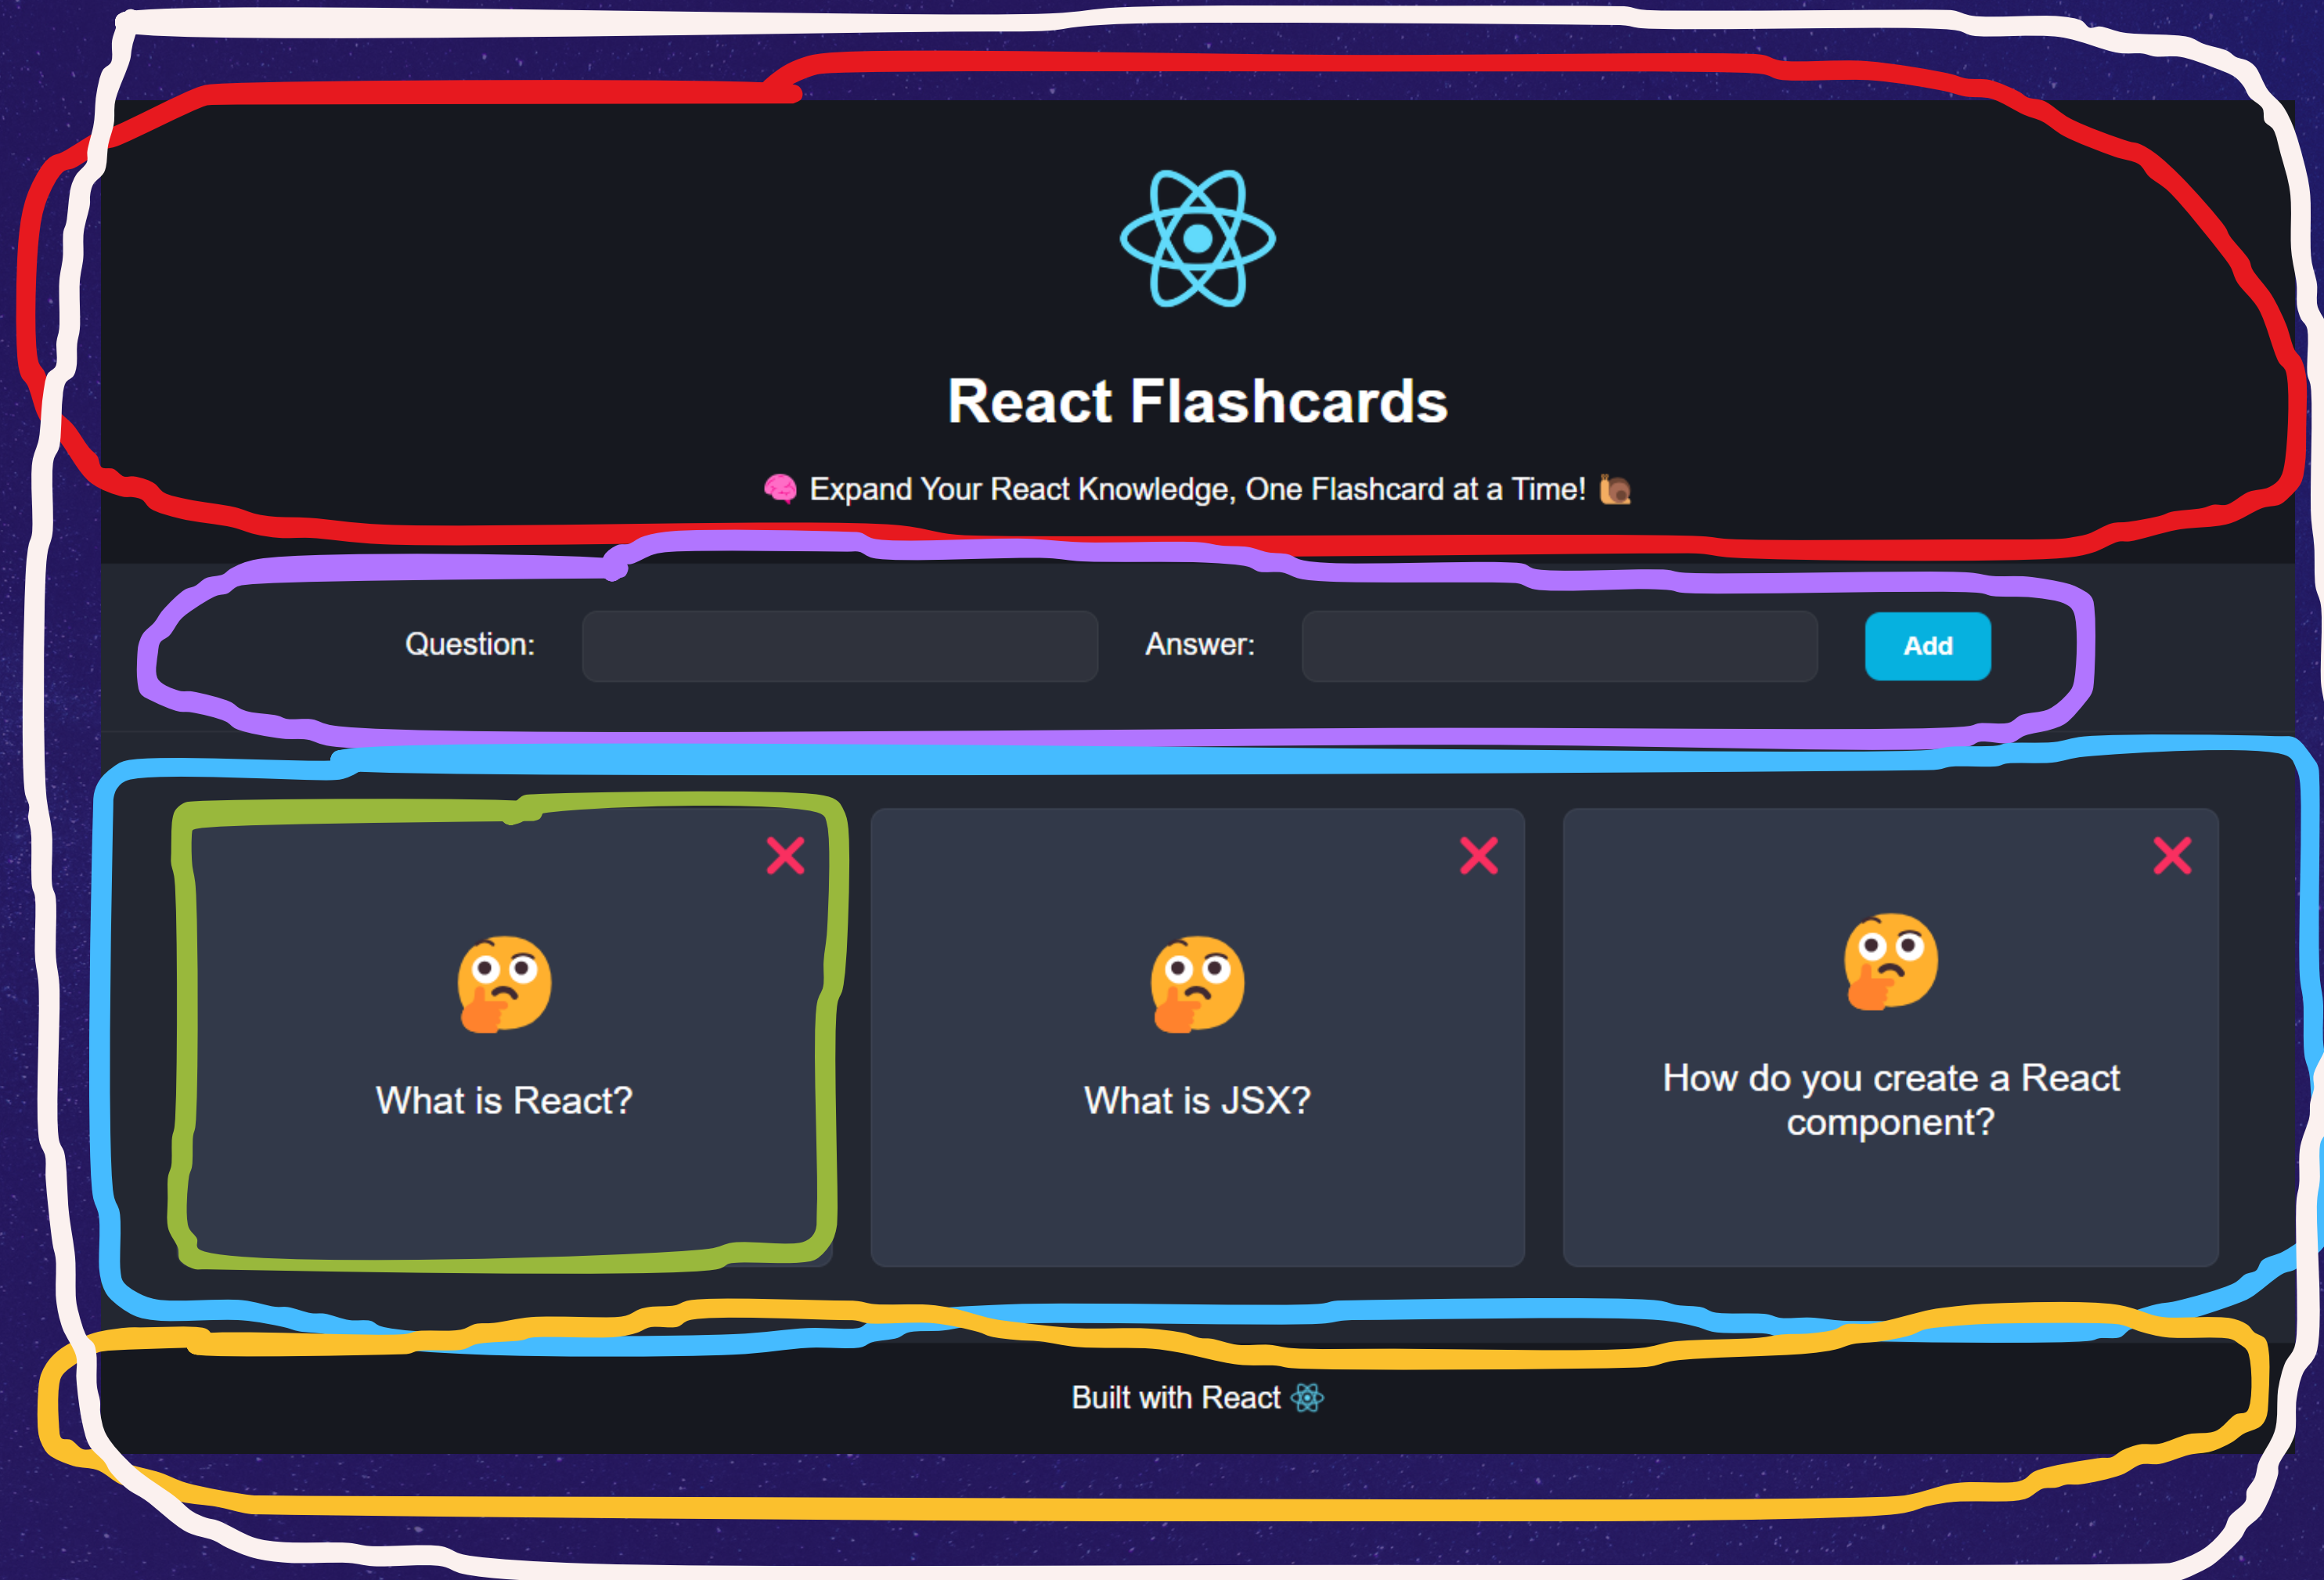 React Flashcards
🧠 Expand Your React Knowledge, One Flashcard at a Time! 🐌
Question: Answer: Add
What is React?
What is JSX?
How do you create a React
component?
Built with React